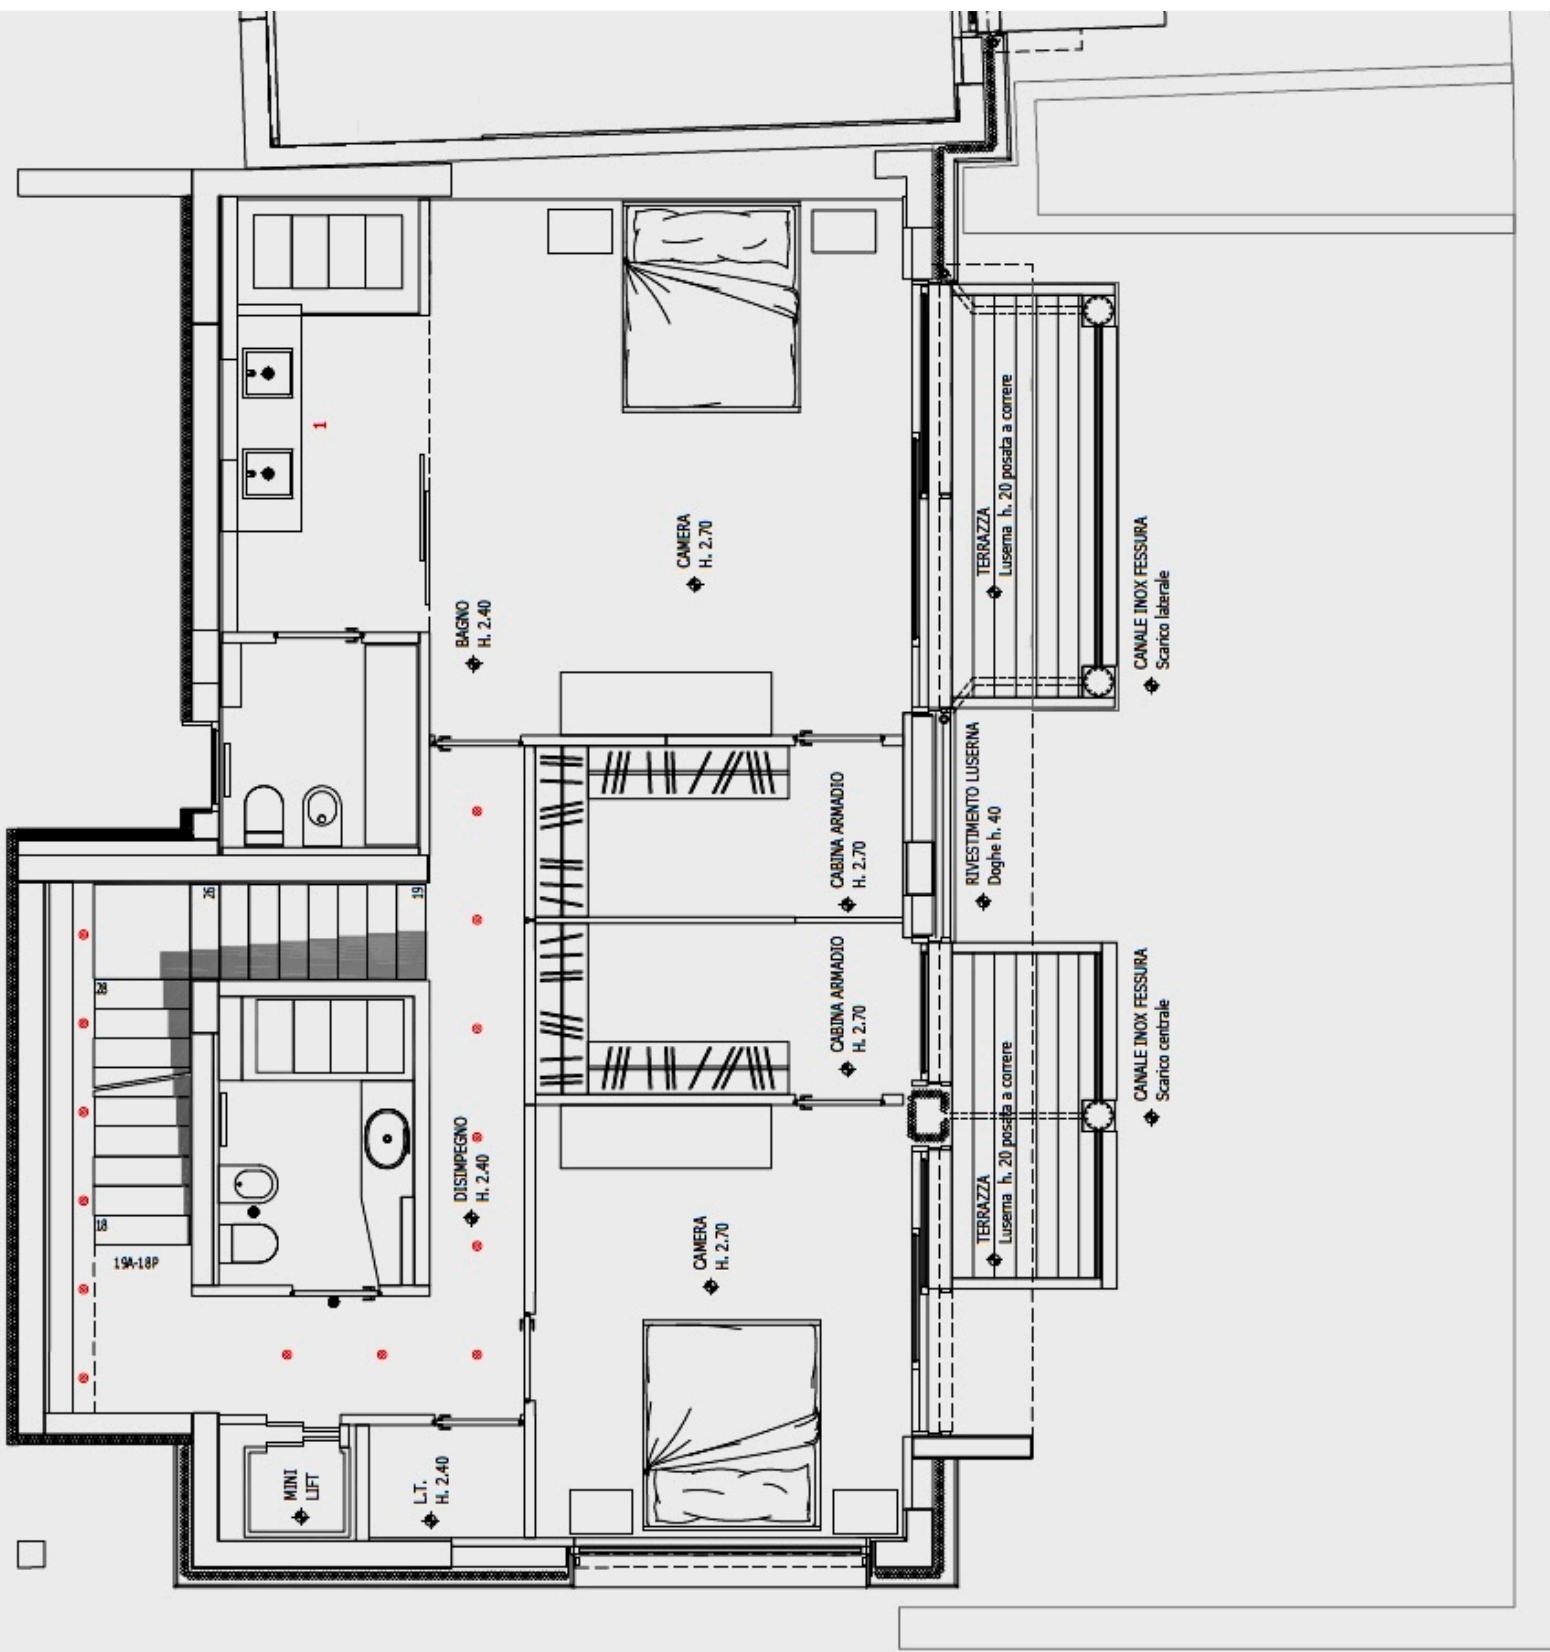 1
BAGNO
H. 2.40
CAMERA
H. 2.70
TERRAZZA
Luserna h. 20 posata a correre
CANALE INOX FESSURA
Scarico laterale
CABINA ARMADIO
H. 2.70
RIVESTIMENTO LUSERNA
Doghe h. 40
26
19
28
18
19A-18P
CABINA ARMADIO
H. 2.70
DISIMPEGNO
H. 2.40
CAMERA
H. 2.70
TERRAZZA
Luserna h. 20 posata a correre
CANALE INOX FESSURA
Scarico centrale
MINI
LIFT
L.T.
H. 2.40